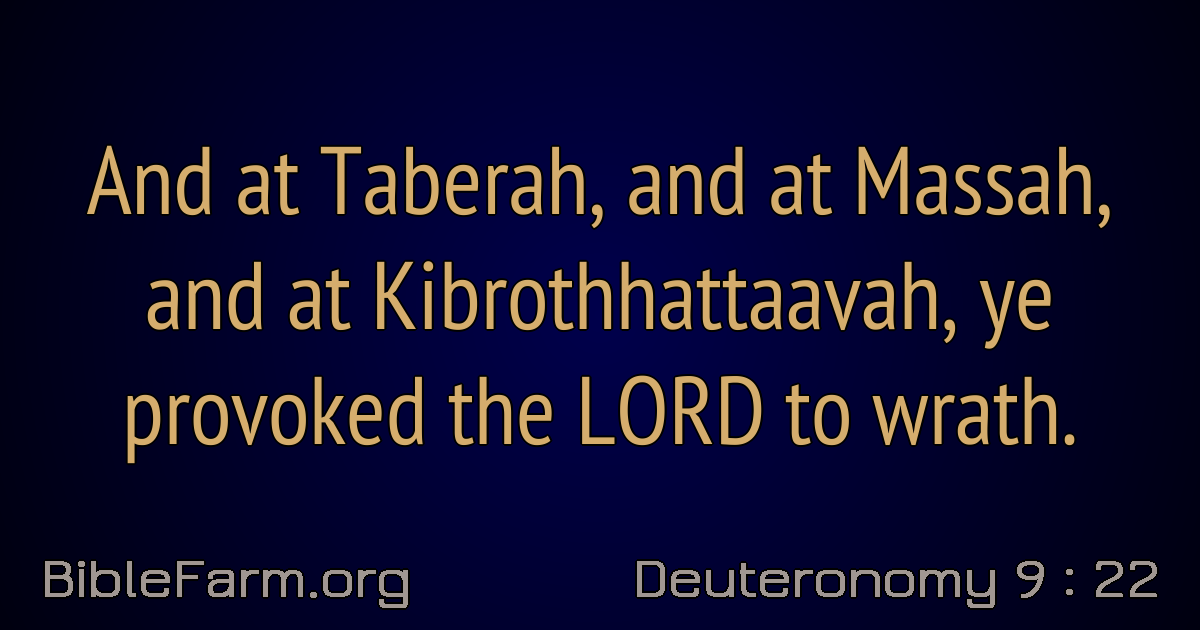 And at Taberah, and at Massah,
and at Kibrothhattaavah, ye
provoked the LORD to wrath.
BibleFarm.org
Deuteronomy 9 : 22